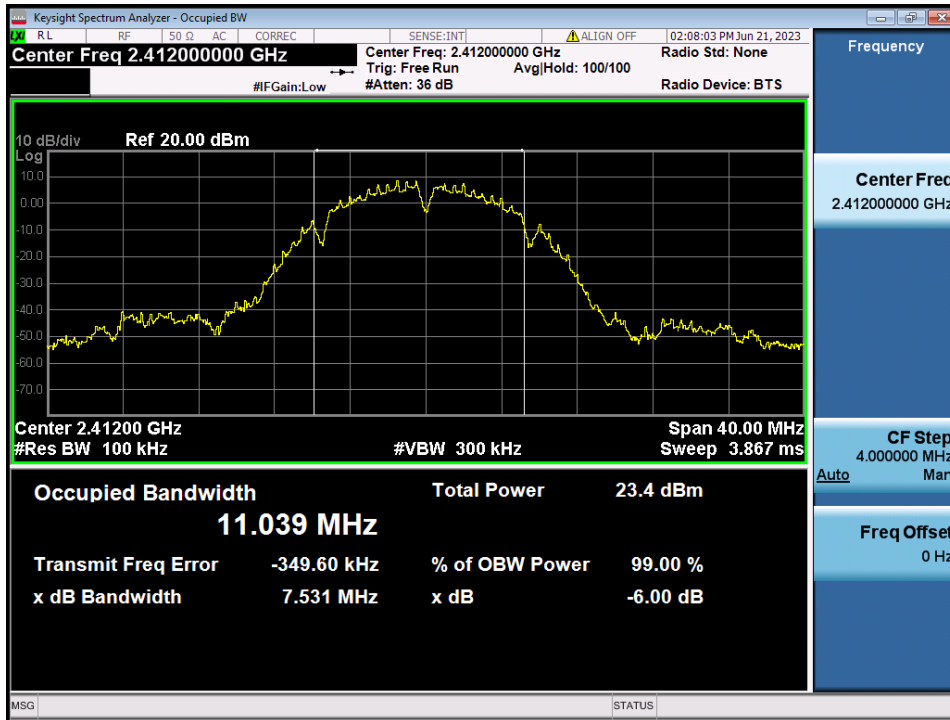 Keysight Spectrum Analyzer - Occupied BW
LXI RL RF 50 Ω AC CORREC SENSE:INT ALIGN OFF 02:08:03 PM Jun 21, 2023
Center Freq 2.412000000 GHz
Center Freq: 2.412000000 GHz Radio Std: None
Trig: Free Run Avg|Hold: 100/100
#IFGain:Low #Atten: 36 dB Radio Device: BTS
10 dB/div Ref 20.00 dBm
Log
10.0
0.00
-10.0
-20.0
-30.0
-40.0
-50.0
-60.0
-70.0
Center 2.41200 GHz Span 40.00 MHz
#Res BW 100 kHz #VBW 300 kHz Sweep 3.867 ms
Occupied Bandwidth Total Power 23.4 dBm
11.039 MHz
Transmit Freq Error -349.60 kHz % of OBW Power 99.00 %
x dB Bandwidth 7.531 MHz x dB -6.00 dB
MSG STATUS
Frequency
Center Freq
2.412000000 GHz
CF Step
4.000000 MHz
Auto Man
Freq Offset
0 Hz